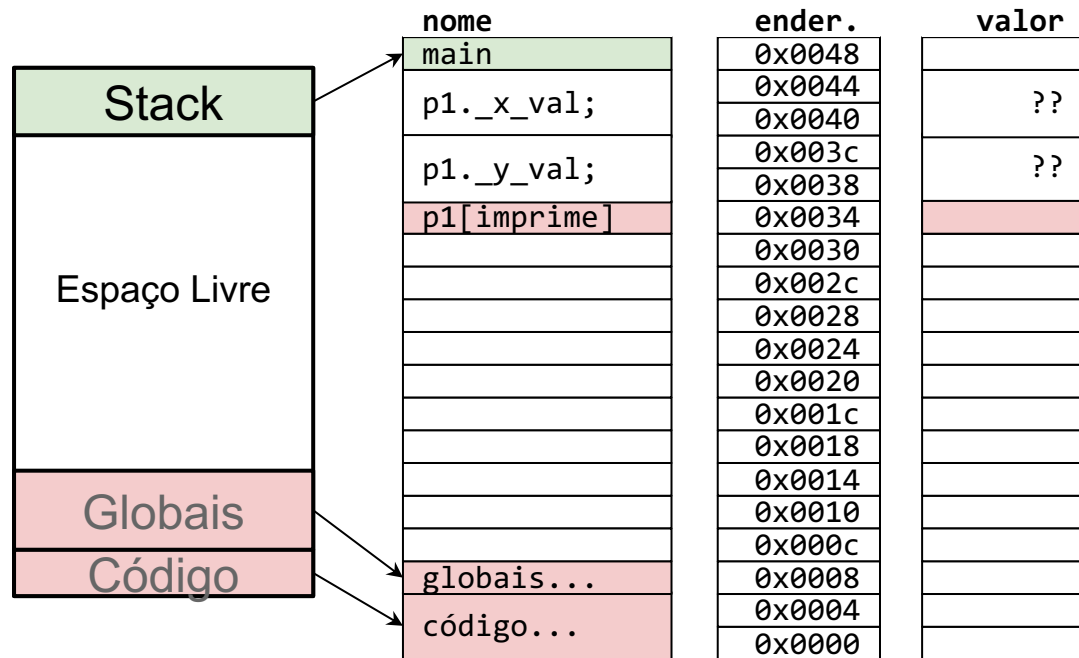 nome ender. valor
main 0x0048
Stack
p1._x_val; 0x0044 ??
0x0040
p1._y_val; 0x003c ??
0x0038
p1[imprime] 0x0034
0x0030
Espaço Livre
0x002c
0x0028
0x0024
0x0020
0x001c
0x0018
0x0014
Globais
0x0010
0x000c
Código
globais... 0x0008
código... 0x0004
0x0000